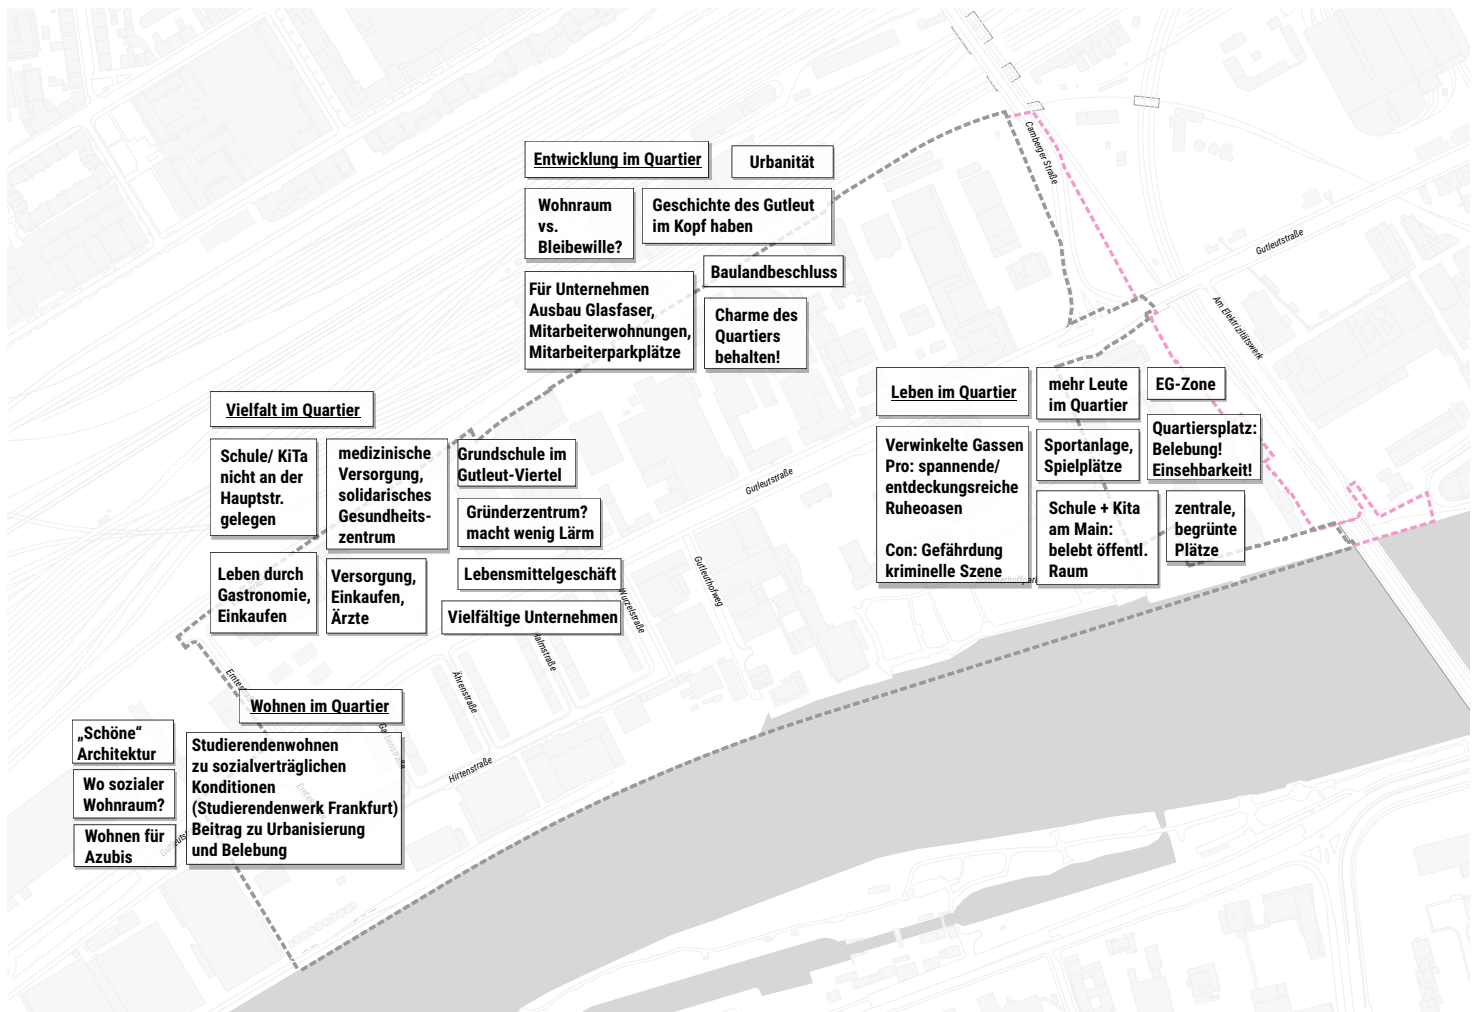 Camberger Straße
Gutleutstraße
Am Elektrizitätswerk
Entwicklung im Quartier
Urbanität
Wohnraum
vs.
Bleibewille?
Geschichte des Gutleut
im Kopf haben
Baulandbeschluss
Für Unternehmen
Ausbau Glasfaser,
Mitarbeiterwohnungen,
Mitarbeiterparkplätze
Charme des
Quartiers
behalten!
Leben im Quartier
mehr Leute
im Quartier
EG-Zone
Verwinkelte Gassen
Pro: spannende/
entdeckungsreiche
Ruheoasen
Con: Gefährdung
kriminelle Szene
Sportanlage,
Spielplätze
Quartiersplatz:
Belebung!
Einsehbarkeit!
Schule + Kita
am Main:
belebt öffentl.
Raum
zentrale,
begrünte
Plätze
Vielfalt im Quartier
Schule/ KiTa
nicht an der
Hauptstr.
gelegen
medizinische
Versorgung,
solidarisches
Gesundheits-
zentrum
Grundschule im
Gutleut-Viertel
Gründerzentrum?
macht wenig Lärm
Lebensmittelgeschäft
Vielfältige Unternehmen
Leben durch
Gastronomie,
Einkaufen
Versorgung,
Einkaufen,
Ärzte
Gutleutstraße
Gutleuthofweg
Wurzelstraße
Halmstraße
Ährenstraße
Hirtenstraße
Wohnen im Quartier
„Schöne“
Architektur
Wo sozialer
Wohnraum?
Wohnen für
Azubis
Studierendenwohnen
zu sozialverträglichen
Konditionen
(Studierendenwerk Frankfurt)
Beitrag zu Urbanisierung
und Belebung